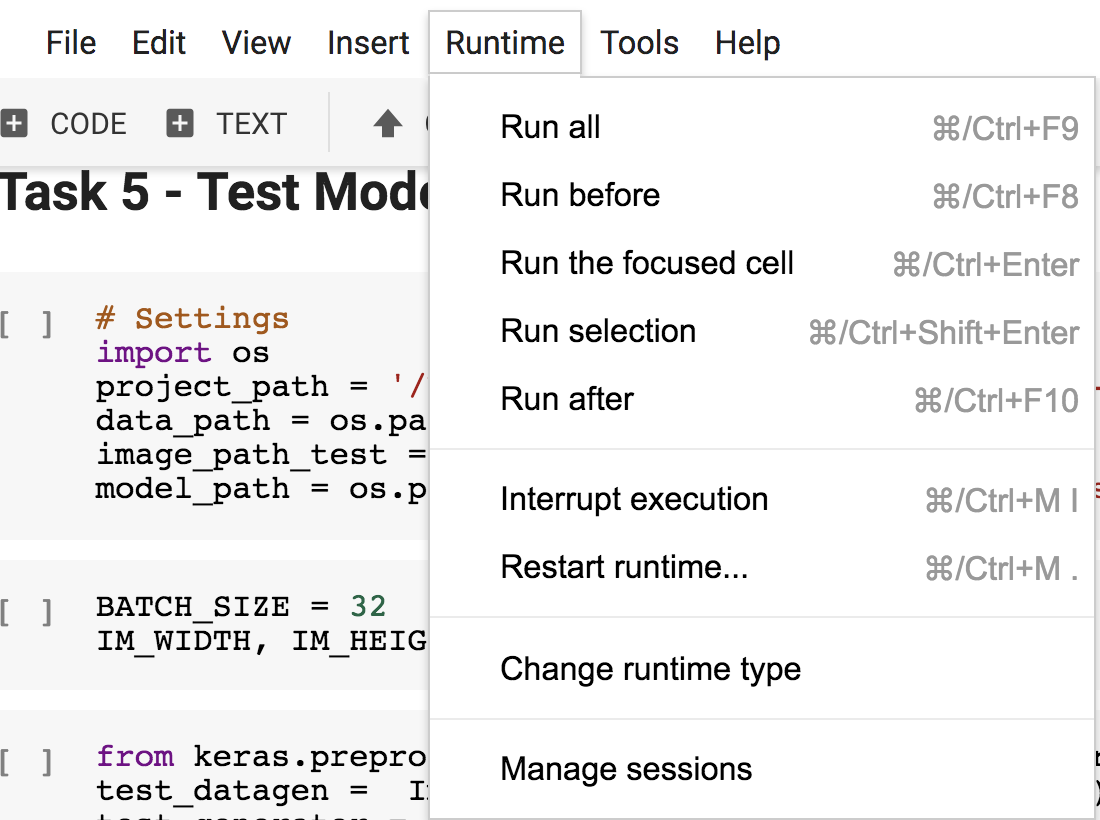 File Edit View Insert Runtime Tools Help
CODE TEXT
Task 5 - Test
Run all ⌘/Ctrl+F9
Run before ⌘/Ctrl+F8
Run the focused cell ⌘/Ctrl+Enter
Run selection ⌘/Ctrl+Shift+Enter
Run after ⌘/Ctrl+F10
Interrupt execution ⌘/Ctrl+M I
Restart runtime... ⌘/Ctrl+M .
Change runtime type
Manage sessions
[ ] # Settings
import os
project_path = '/
data_path = os.pa
image_path_test =
model_path = os.p
[ ] BATCH_SIZE = 32
IM_WIDTH, IM_HEIG
[ ] from keras.prepro
test_datagen = I